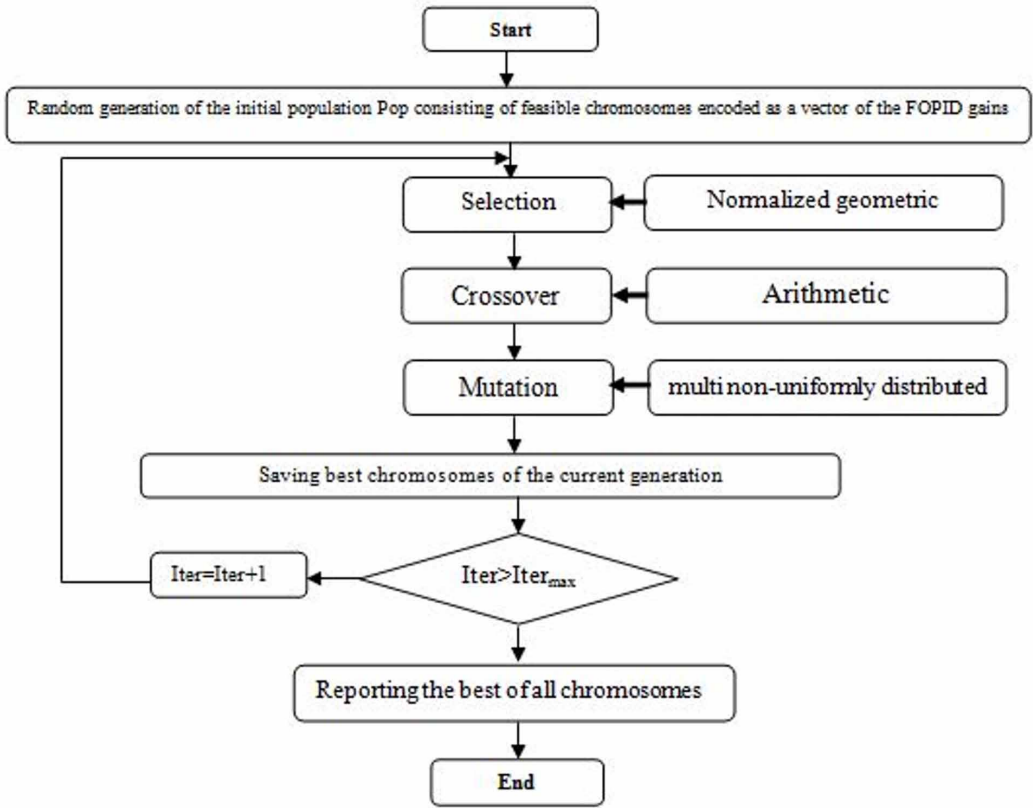 Start
Random generation of the initial population Pop consisting of feasible chromosomes encoded as a vector of the FOPID gains
Selection
Normalized geometric
Crossover
Arithmetic
Mutation
multi non-uniformly distributed
Saving best chromosomes of the current generation
Iter=Iter+1
Iter>Itermax
Reporting the best of all chromosomes
End